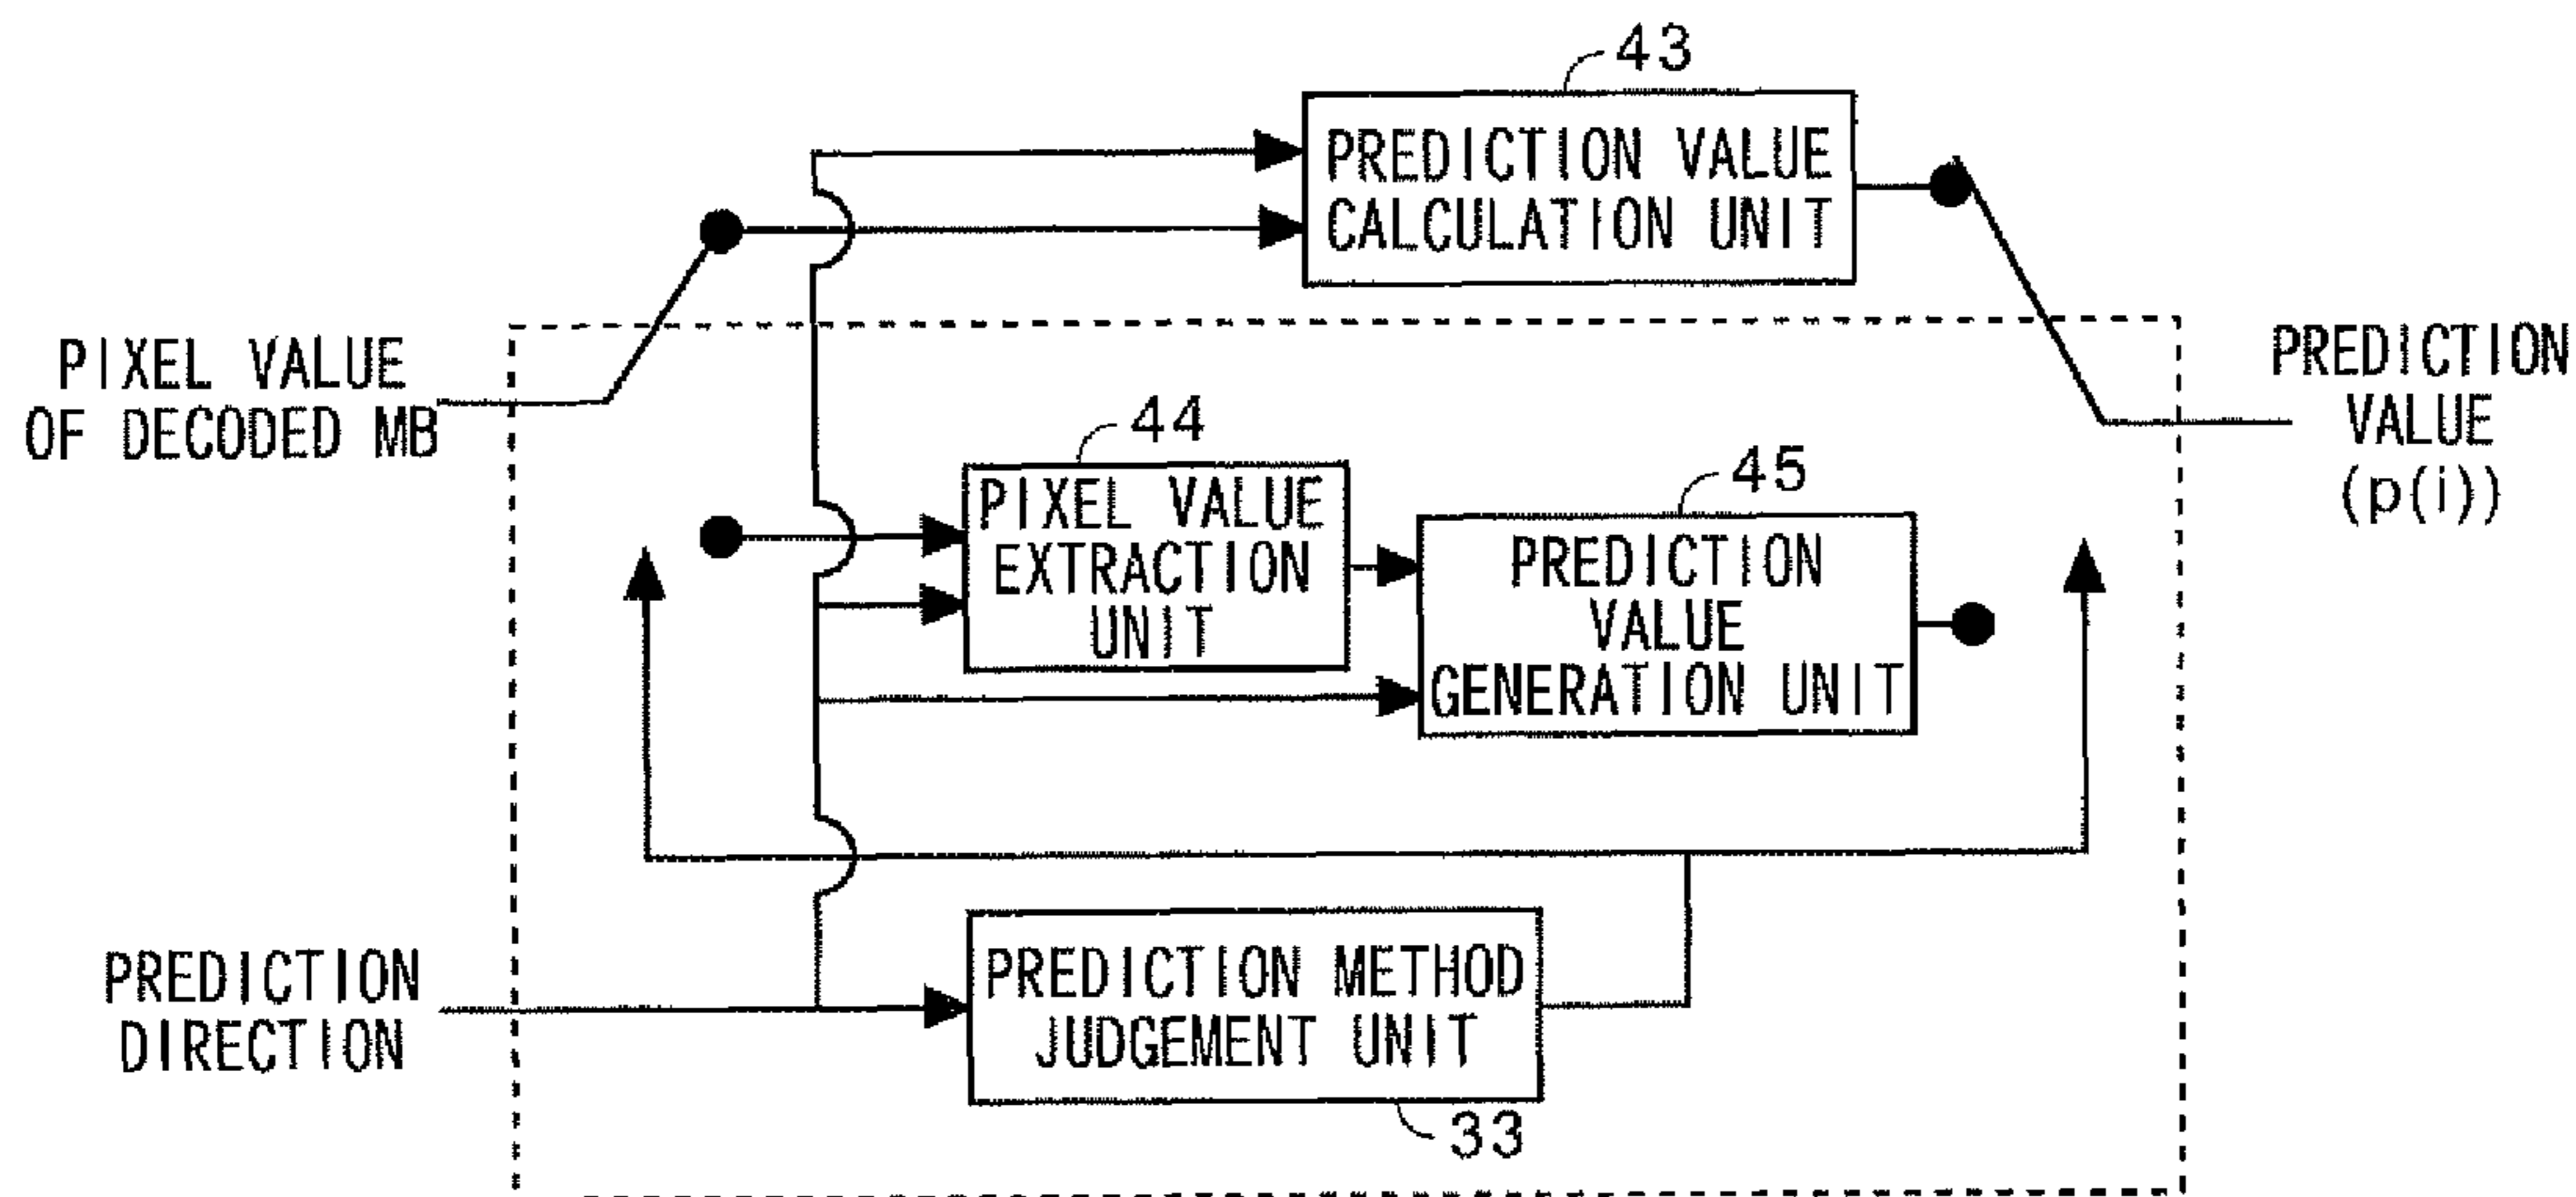 43
PREDICTION VALUE
CALCULATION UNIT
PIXEL VALUE
OF DECODED MB
PREDICTION
VALUE
(p(i))
44
PIXEL VALUE
EXTRACTION
UNIT
45
PREDICTION
VALUE
GENERATION UNIT
PREDICTION
DIRECTION
PREDICTION METHOD
JUDGEMENT UNIT
33